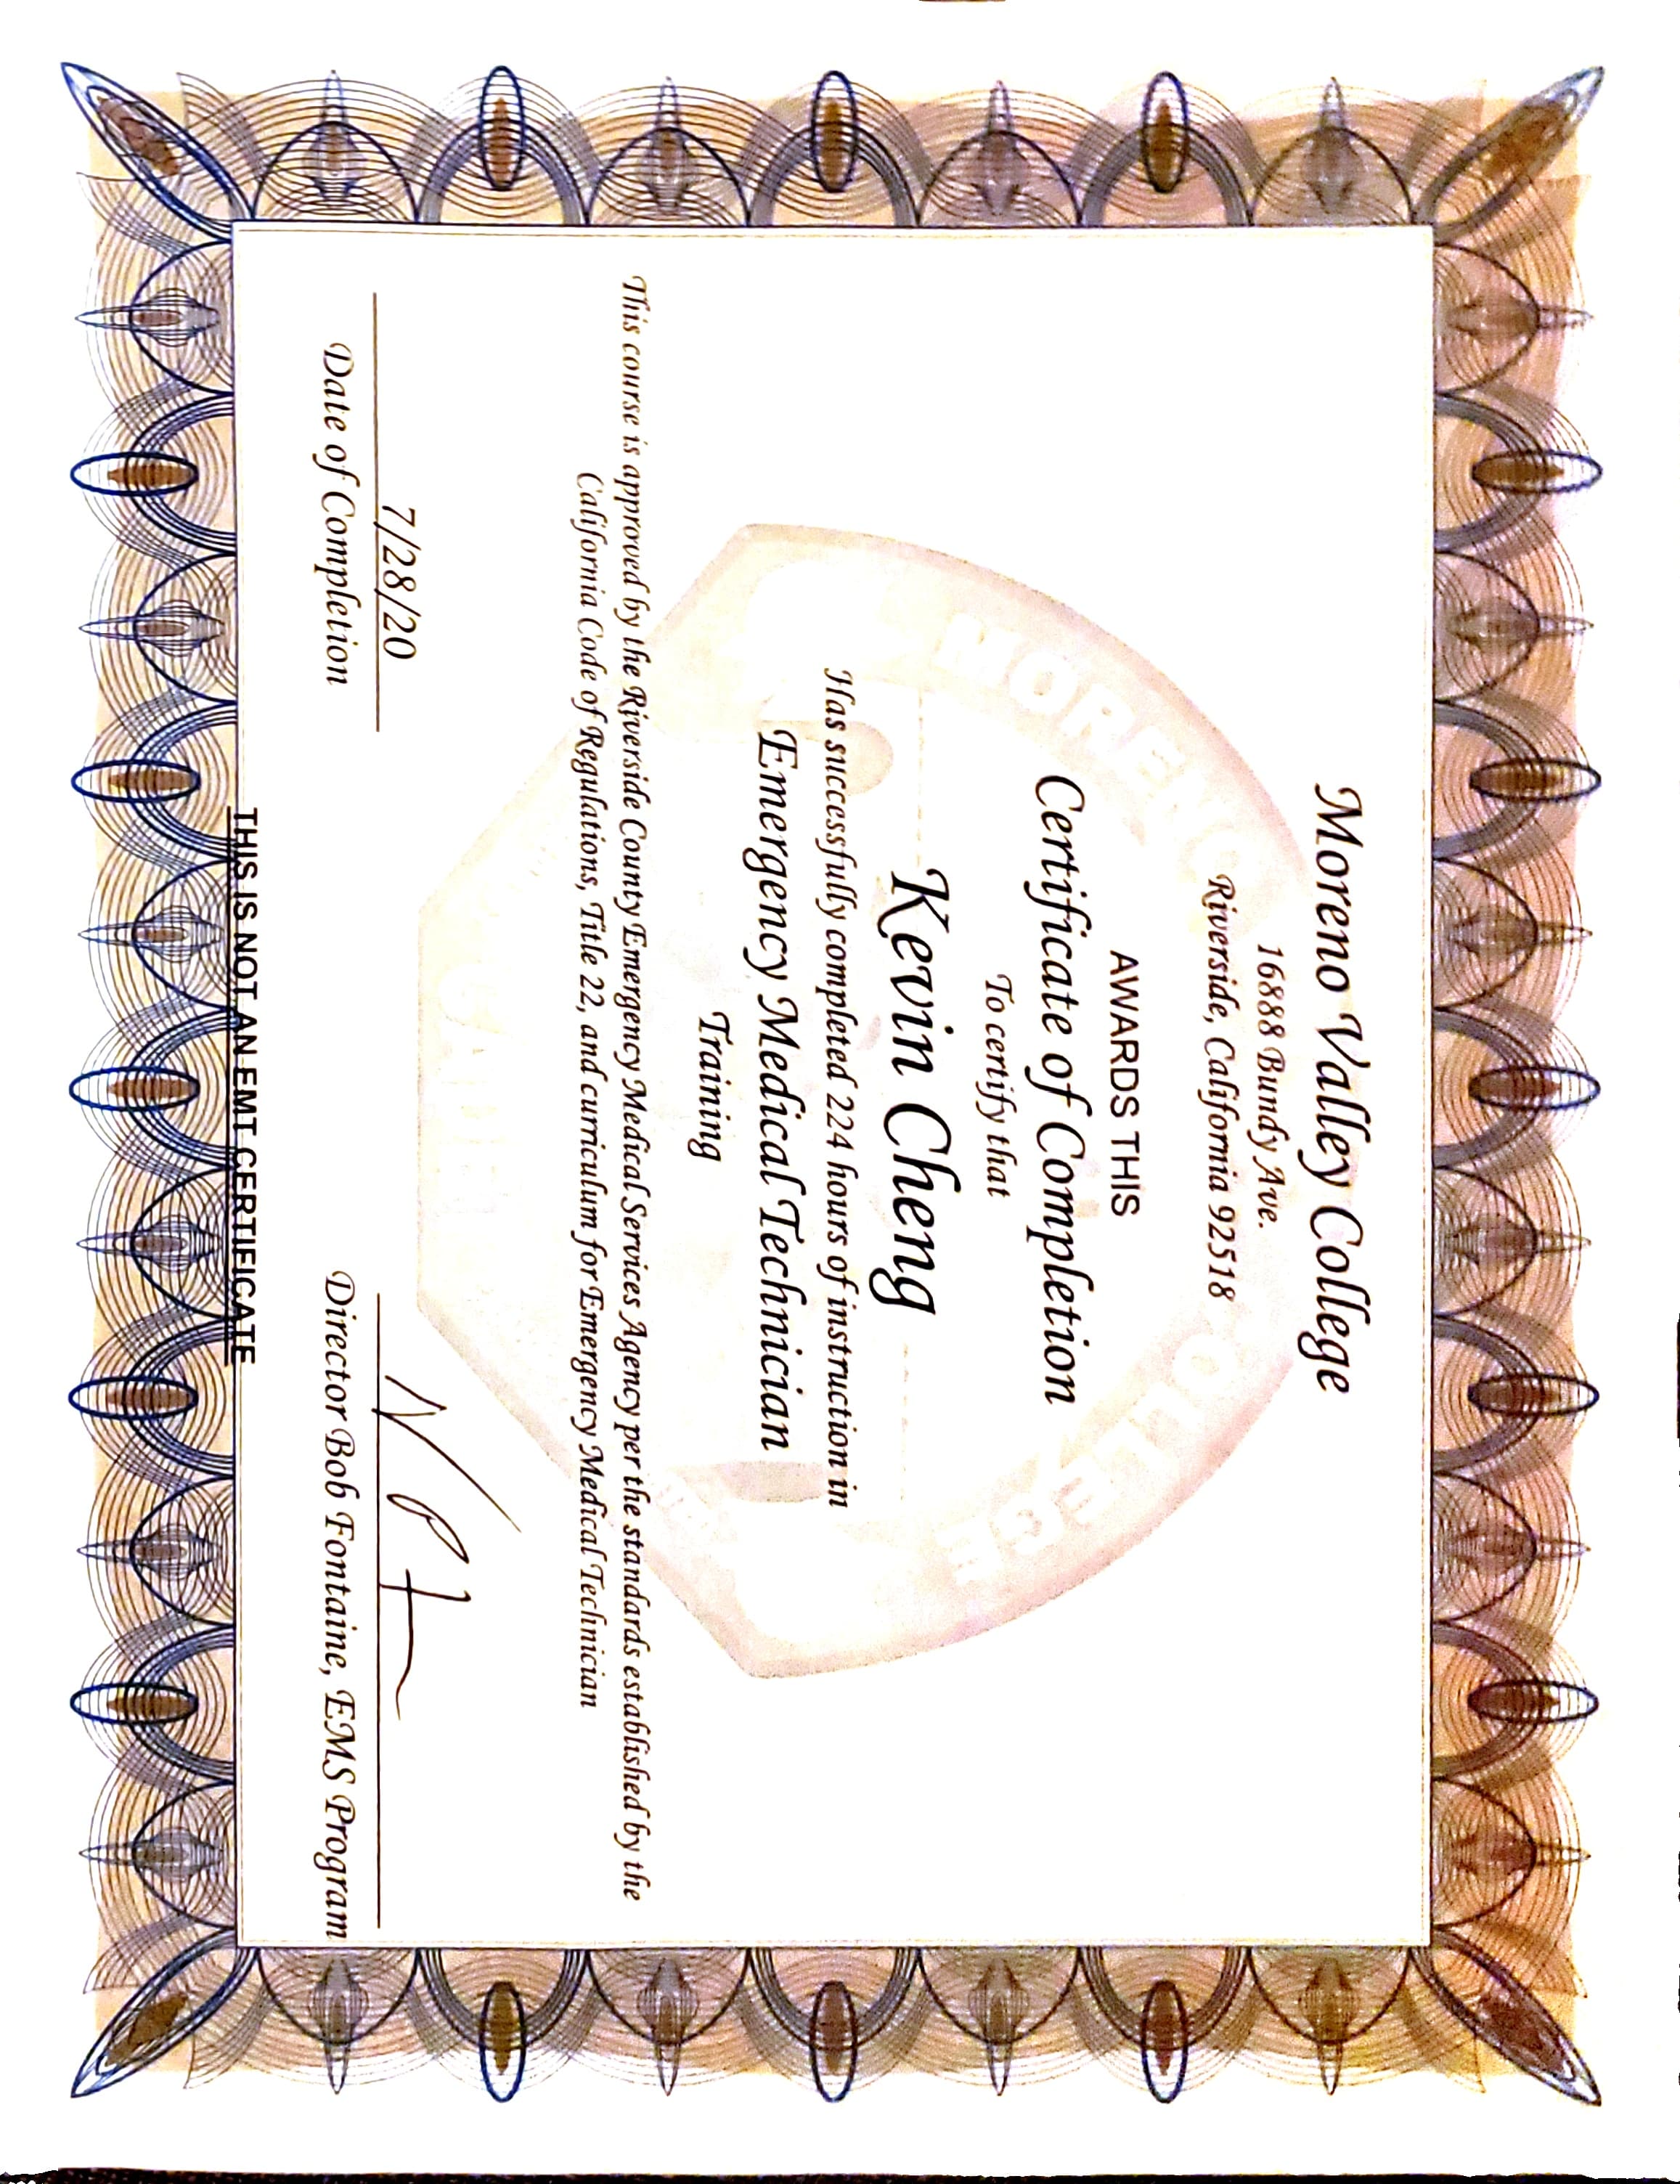 Moreno Valley College
16888 Bundy Ave.
Riverside, California 92518
AWARDS THIS
Certificate of Completion
To certify that
Kevin Cheng
Has successfully completed 224 hours of instruction in
Emergency Medical Technician
Training
This course is approved by the Riverside County Emergency Medical Services Agency per the standards established by the
California Code of Regulations, Title 22, and curriculum for Emergency Medical Technician
7/28/20
Date of Completion
Director Bob Fontaine, EMS Program
THIS IS NOT AN EMT CERTIFICATE
MORENO
COLLEGE